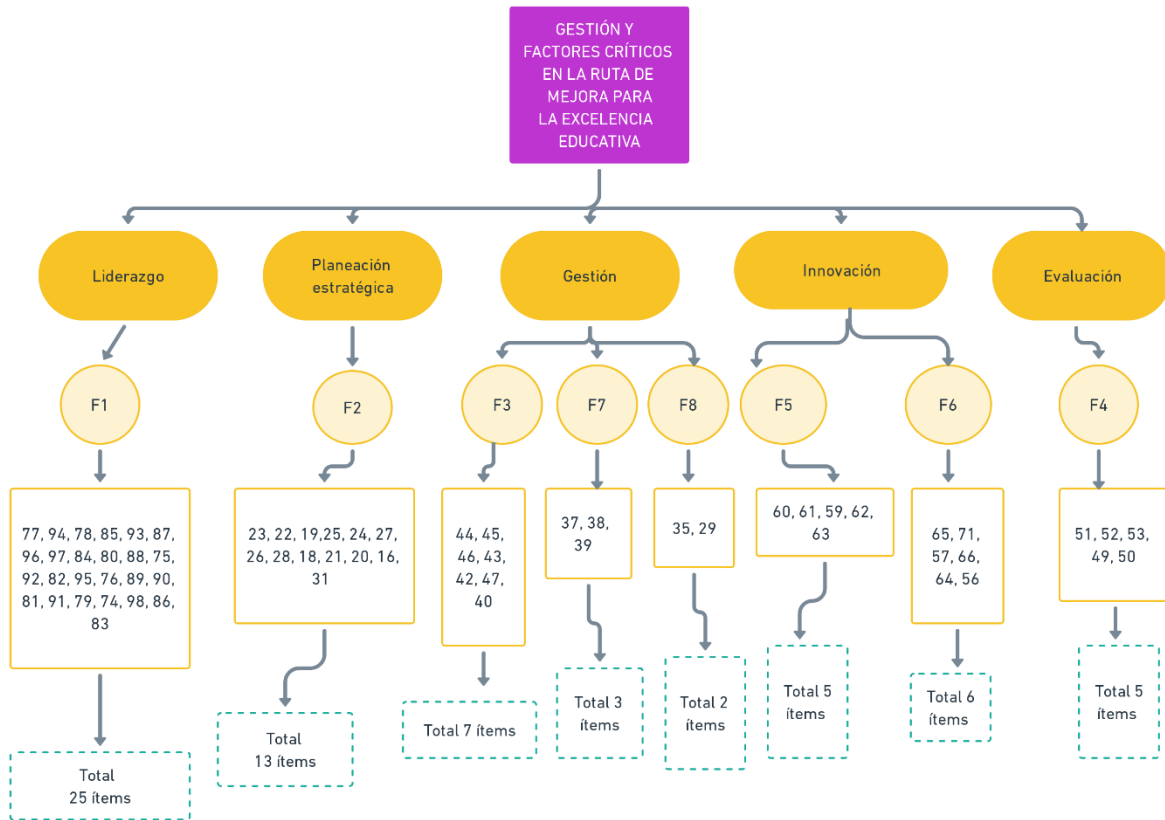 GESTIÓN Y
FACTORES CRÍTICOS
EN LA RUTA DE
MEJORA PARA
LA EXCELENCIA
EDUCATIVA
Liderazgo
Planeación
estratégica
Gestión
Innovación
Evaluación
F1
F2
F3
F7
F8
F5
F6
F4
77, 94, 78, 85, 93, 87,
96, 97, 84, 80, 88, 75,
92, 82, 95, 76, 89, 90,
81, 91, 79, 74, 98, 86,
83
23, 22, 19,25, 24, 27,
26, 28, 18, 21, 20, 16,
31
44, 45,
46, 43,
42, 47,
40
37, 38,
39
35, 29
60, 61, 59, 62,
63
65, 71,
57, 66,
64, 56
51, 52, 53,
49, 50
Total
25 ítems
Total
13 ítems
Total 7 ítems
Total 3
ítems
Total 2
ítems
Total 5
ítems
Total 6
ítems
Total 5
ítems